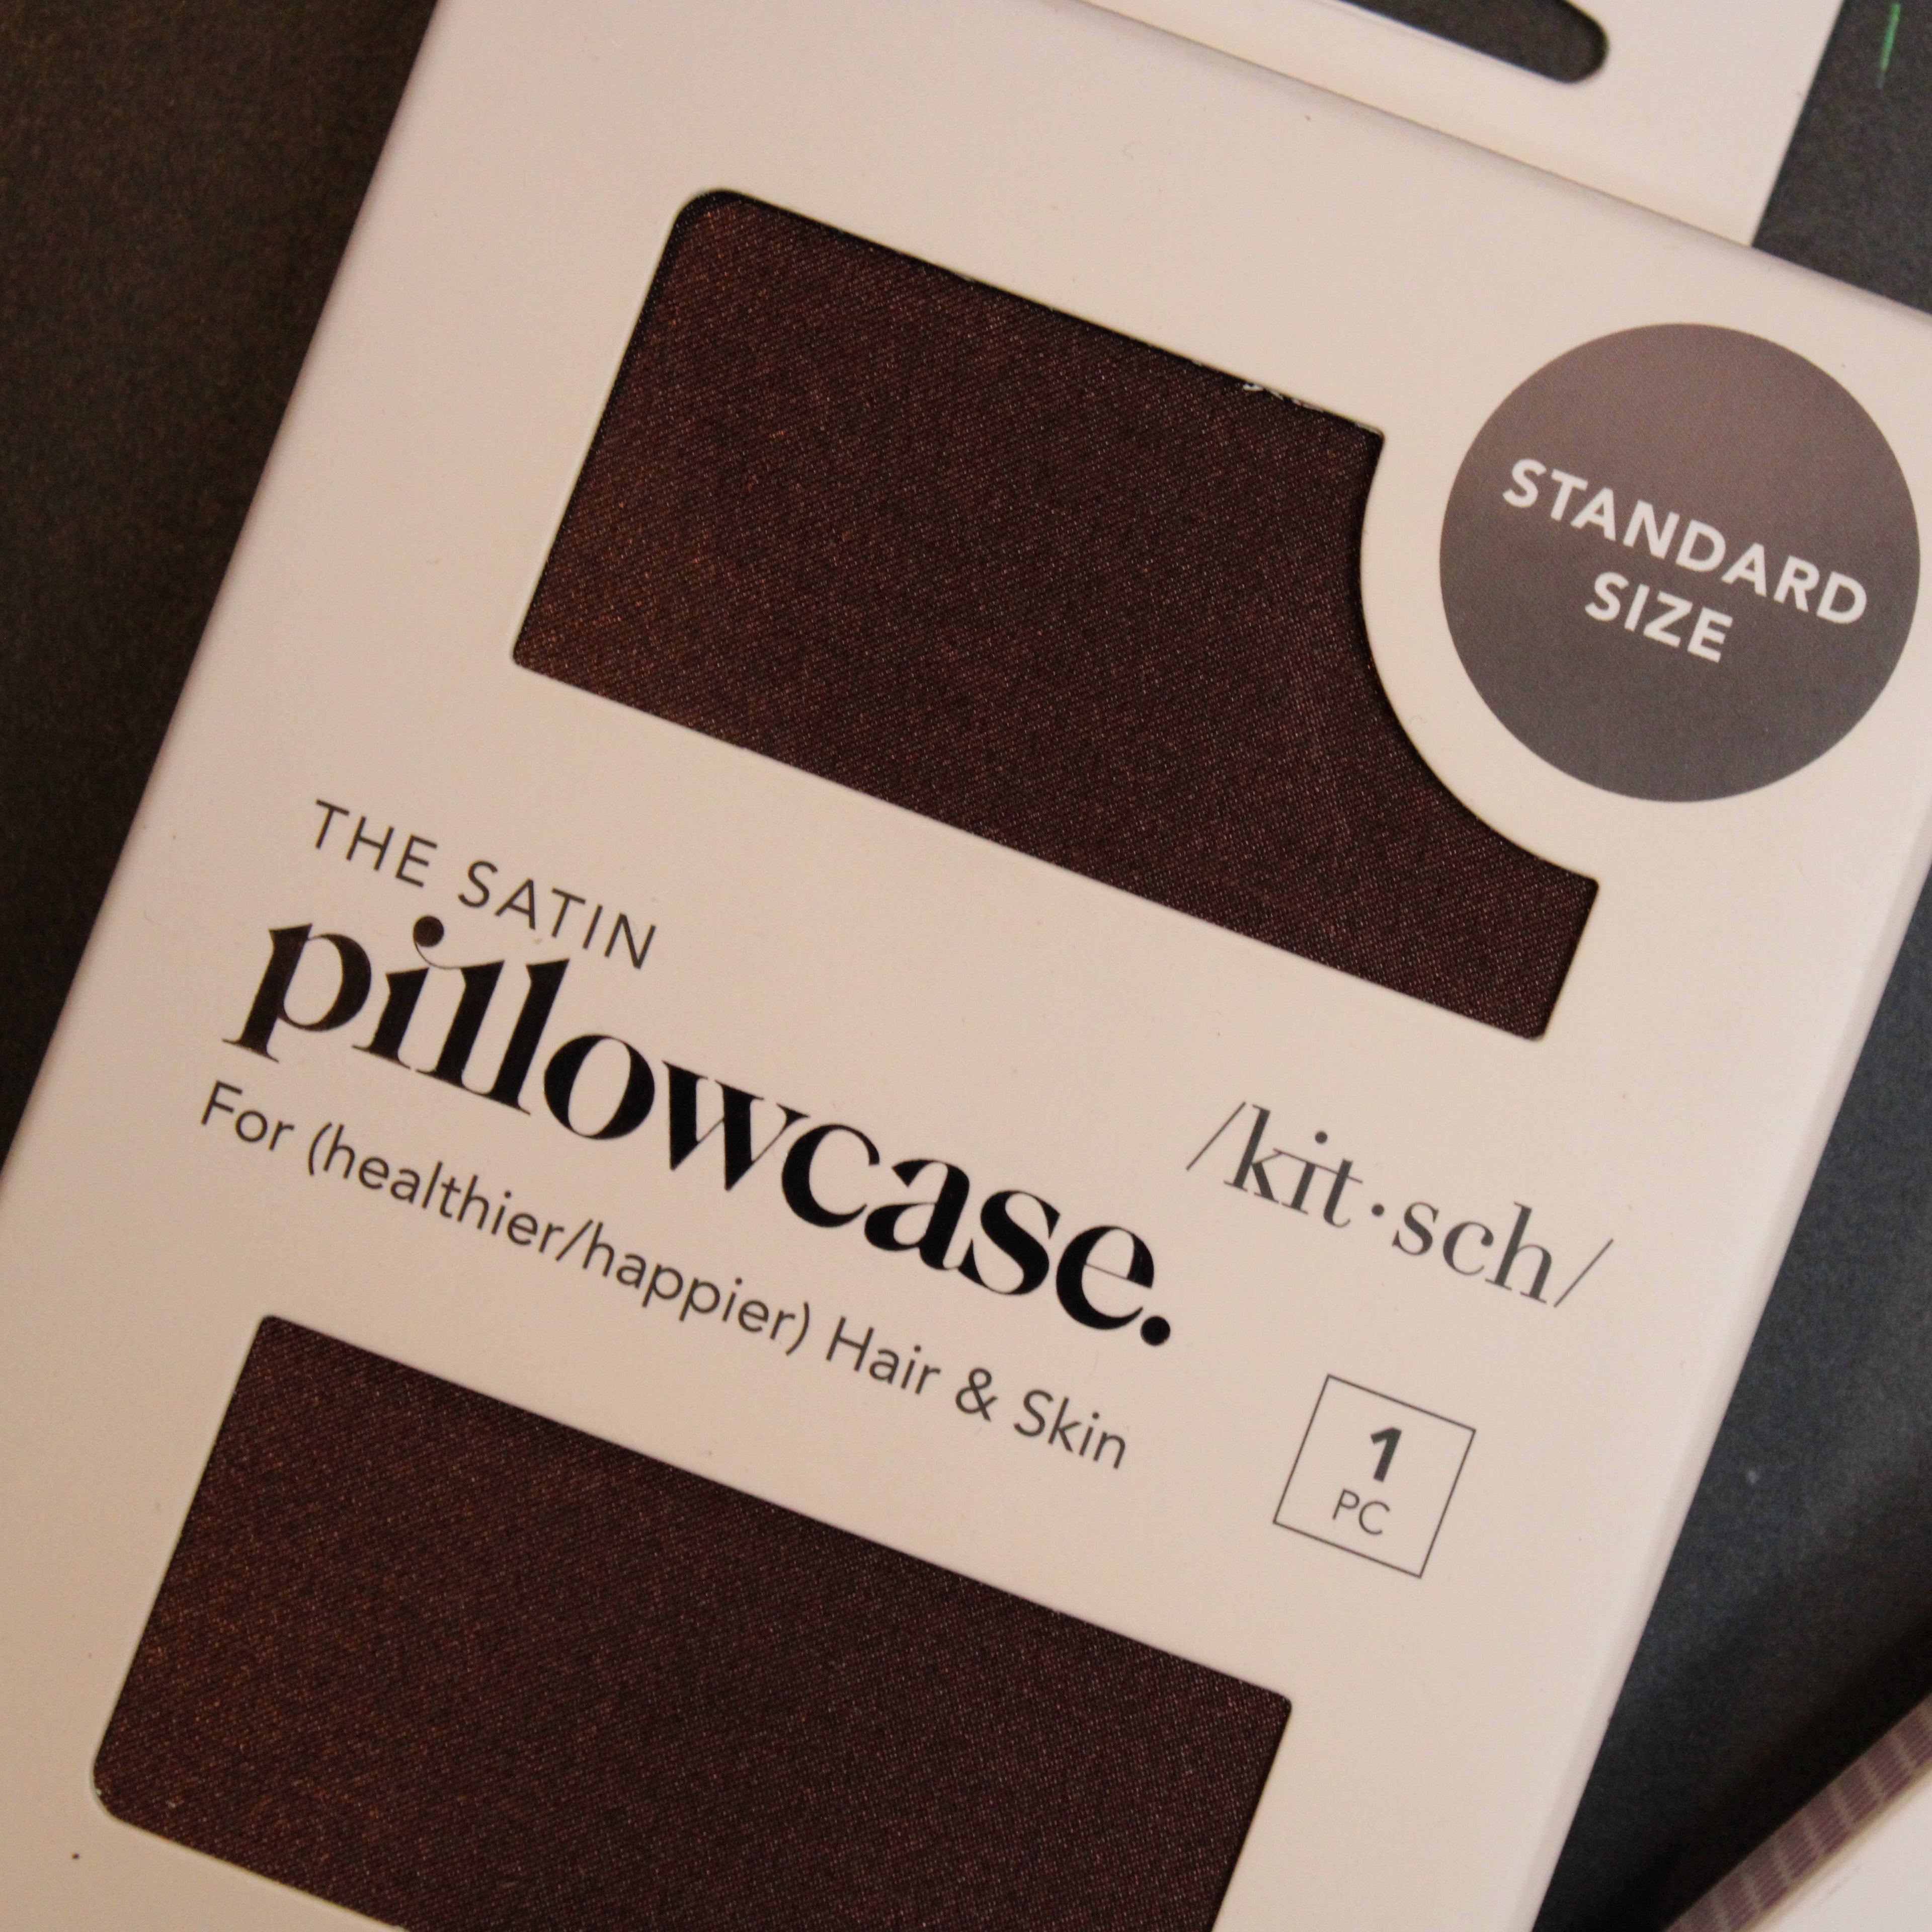 STANDARD
SIZE
THE SATIN
pillowcase.
For (healthier/happier) Hair & Skin
/kit·sch/
1
PC